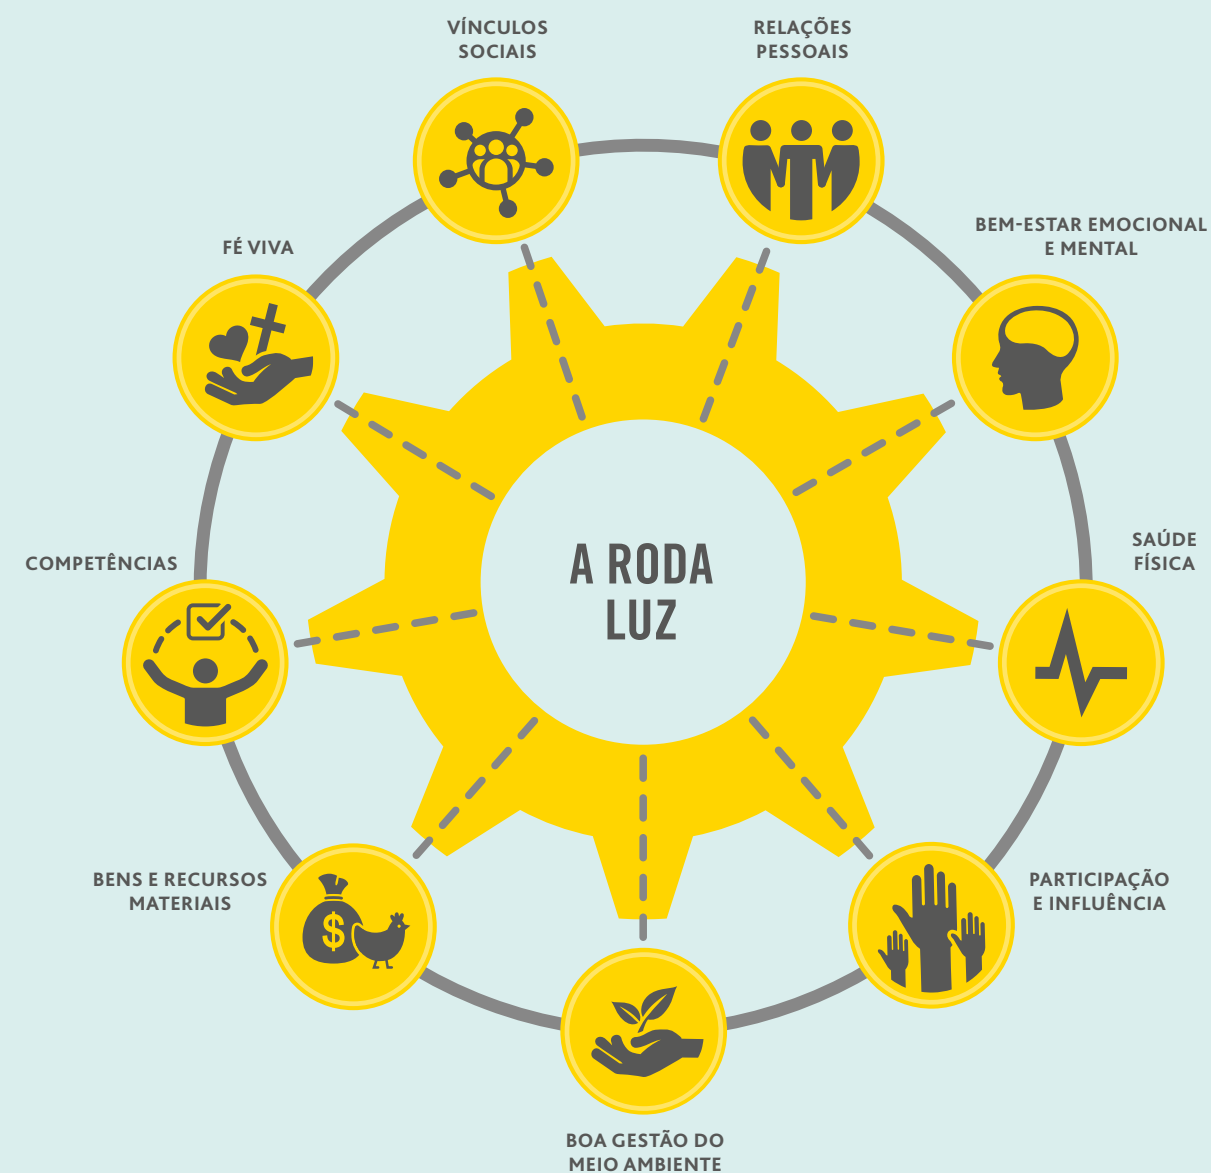 VÍNCULOS
SOCIAIS
RELAÇÕES
PESSOAIS
BEM-ESTAR EMOCIONAL
E MENTAL
FÉ VIVA
SAÚDE
FÍSICA
COMPETÊNCIAS
A RODA
LUZ
BENS E RECURSOS
MATERIAIS
$
PARTICIPAÇÃO
E INFLUÊNCIA
BOA GESTÃO DO
MEIO AMBIENTE